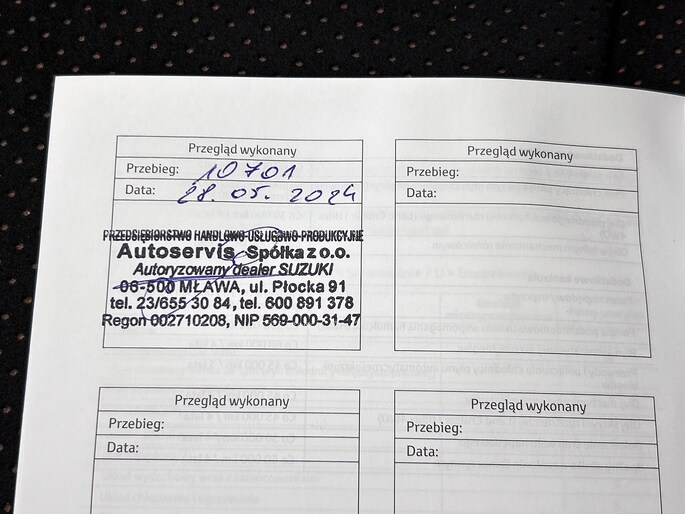 Przegląd wykonany
Przebieg: 10701
Data: 28. 05. 2024
PRZEDSIĘBIORSTWO HANDLOWO-USŁUGOWO-PRODUKCYJNE
Autoservis Spółka z o.o.
Autoryzowany dealer SUZUKI
06-500 MŁAWA, ul. Płocka 91
tel. 23/655 30 84, tel. 600 891 378
Regon 002710208, NIP 569-000-31-47
Przegląd wykonany
Przebieg:
Data:
Przegląd wykonany
Przebieg:
Data:
Przegląd wykonany
Przebieg:
Data: